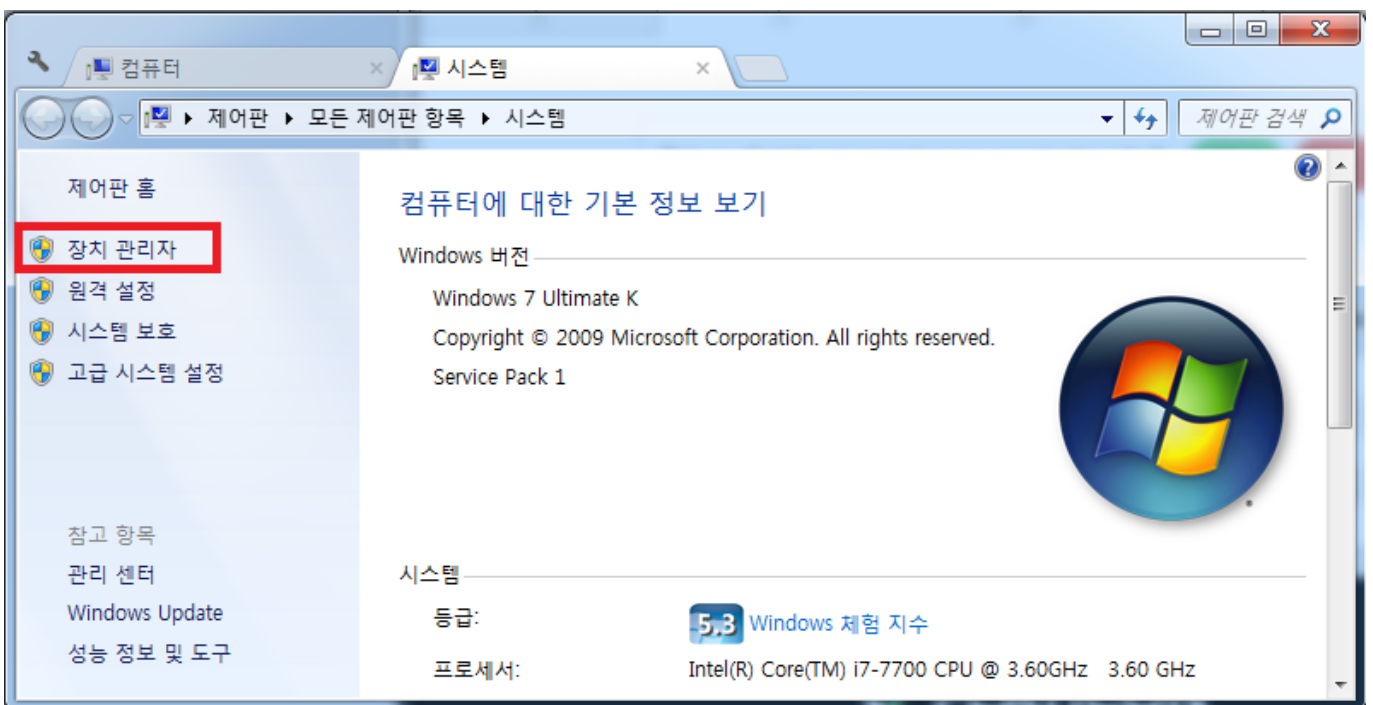 컴퓨터
시스템
제어판 ▶ 모든 제어판 항목 ▶ 시스템
제어판 검색
제어판 홈
장치 관리자
원격 설정
시스템 보호
고급 시스템 설정
참고 항목
관리 센터
Windows Update
성능 정보 및 도구
컴퓨터에 대한 기본 정보 보기
Windows 버전
Windows 7 Ultimate K
Copyright © 2009 Microsoft Corporation. All rights reserved.
Service Pack 1
시스템
등급:
5.3 Windows 체험 지수
프로세서:
Intel(R) Core(TM) i7-7700 CPU @ 3.60GHz 3.60 GHz